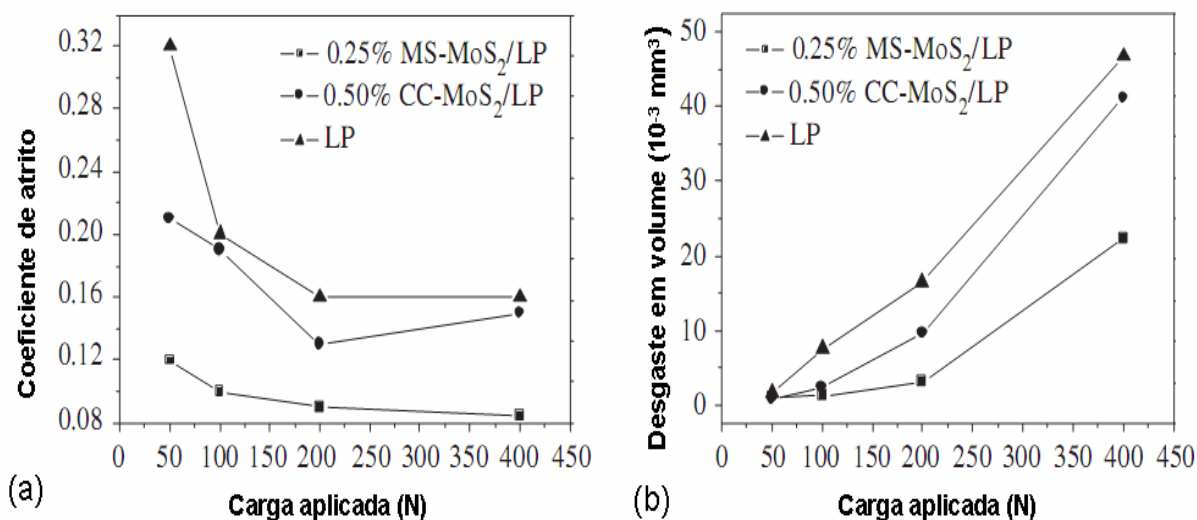 Coeficiente de atrito
0.32
0.28
0.24
0.20
0.16
0.12
0.08
0.25% MS-MoS₂/LP
0.50% CC-MoS₂/LP
LP
0 50 100 150 200 250 300 350 400 450
Carga aplicada (N)
(a)
Desgaste em volume (10⁻³ mm³)
50
40
30
20
10
0
0.25% MS-MoS₂/LP
0.50% CC-MoS₂/LP
LP
0 50 100 150 200 250 300 350 400 450
Carga aplicada (N)
(b)